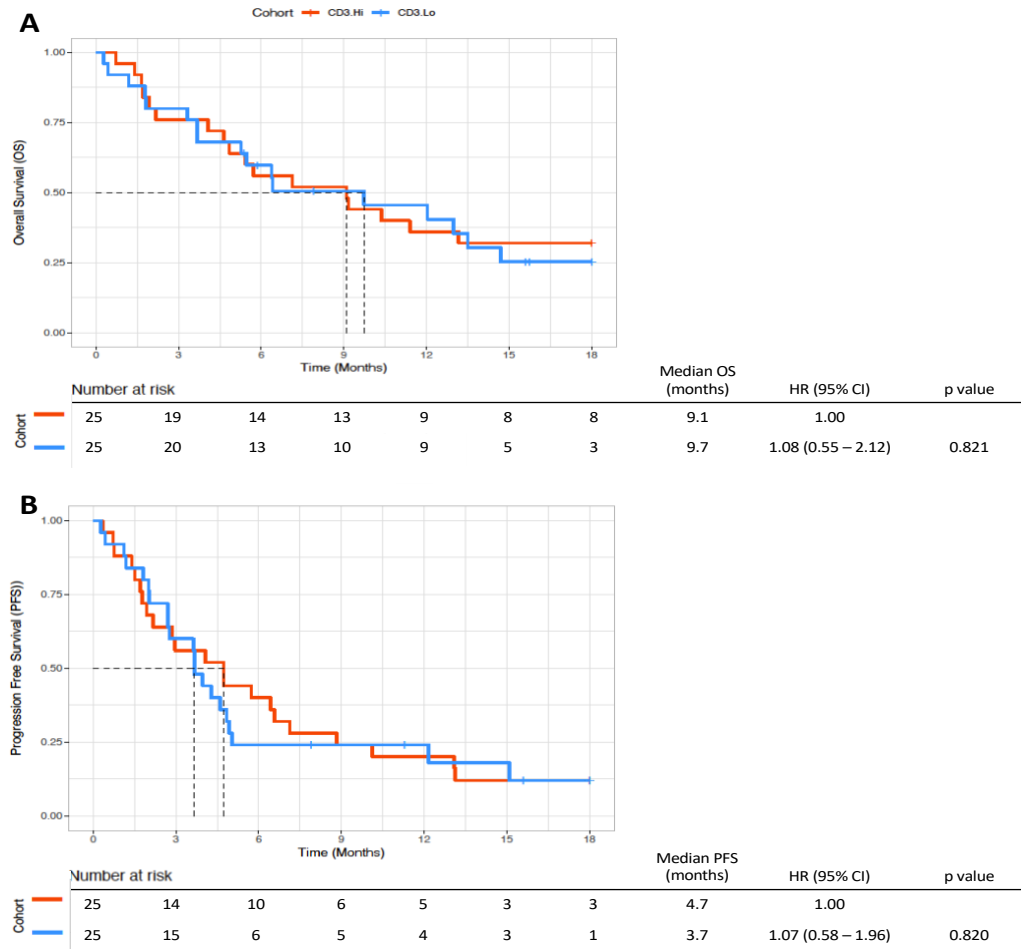 Cohort CD3.Hi CD3.Lo
A
1.00
0.75
0.50
0.25
0.00
Overall Survival (OS)
0 3 6 9 12 15 18
Time (Months)
Number at risk Median OS (months) HR (95% CI) p value
Cohort
25 19 14 13 9 8 8 9.1 1.00
25 20 13 10 9 5 3 9.7 1.08 (0.55 – 2.12) 0.821
B
1.00
0.75
0.50
0.25
0.00
Progression Free Survival (PFS))
0 3 6 9 12 15 18
Time (Months)
Number at risk Median PFS (months) HR (95% CI) p value
Cohort
25 14 10 6 5 3 3 4.7 1.00
25 15 6 5 4 3 1 3.7 1.07 (0.58 – 1.96) 0.820